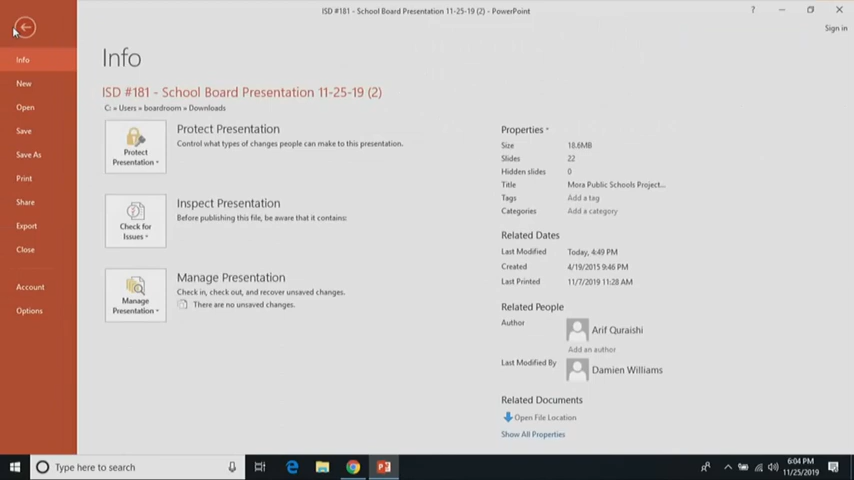 ISD #181 - School Board Presentation 11-25-19 (2) - PowerPoint
?
Sign in
Info
New
Open
Save
Save As
Print
Share
Export
Close
Account
Options
Info
ISD #181 - School Board Presentation 11-25-19 (2)
C: » Users » boardroom » Downloads
Protect Presentation
Protect Presentation
Control what types of changes people can make to this presentation.
Check for Issues
Inspect Presentation
Before publishing this file, be aware that it contains:
Manage Presentation
Manage Presentation
Check in, check out, and recover unsaved changes.
There are no unsaved changes.
Properties
Size 18.6MB
Slides 22
Hidden slides 0
Title Mora Public Schools Project...
Tags Add a tag
Categories Add a category
Related Dates
Last Modified Today, 4:49 PM
Created 4/19/2015 9:46 PM
Last Printed 11/7/2019 11:28 AM
Related People
Author Arif Quraishi
Add an author
Last Modified By Damien Williams
Related Documents
Open File Location
Show All Properties
Type here to search
6:04 PM
11/25/2019